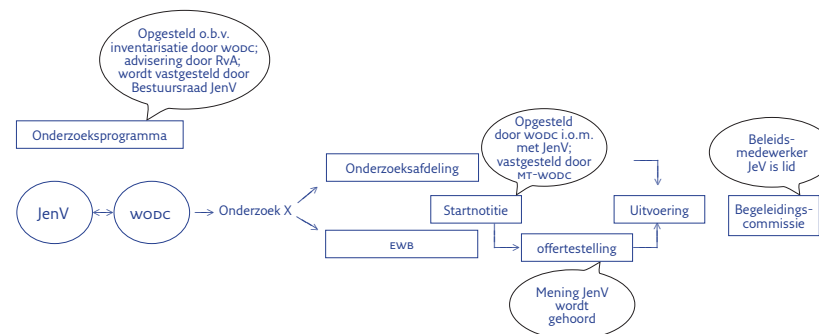 Opgesteld o.b.v.
inventarisatie door WODC;
advisering door RvA;
wordt vastgesteld door
Bestuursraad JenV
Onderzoeksprogramma
Opgesteld
door WODC i.o.m.
met JenV;
vastgesteld door
MT-WODC
Beleids-
medewerker
JeV is lid
Onderzoeksafdeling
JenV
WODC
Onderzoek X
Startnotitie
Uitvoering
Begeleidings-
commissie
EWB
offertestelling
Mening JenV
wordt
gehoord